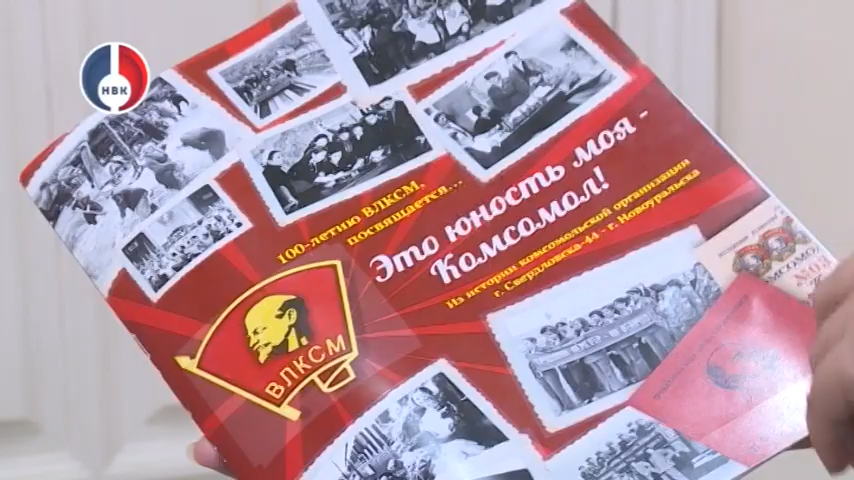 НВК
100-летию ВЛКСМ,
посвящается...
Это юность моя -
Комсомол!
Из истории комсомольской организации
г. Свердловска-44 - г. Новоуральска
ВЛКСМ